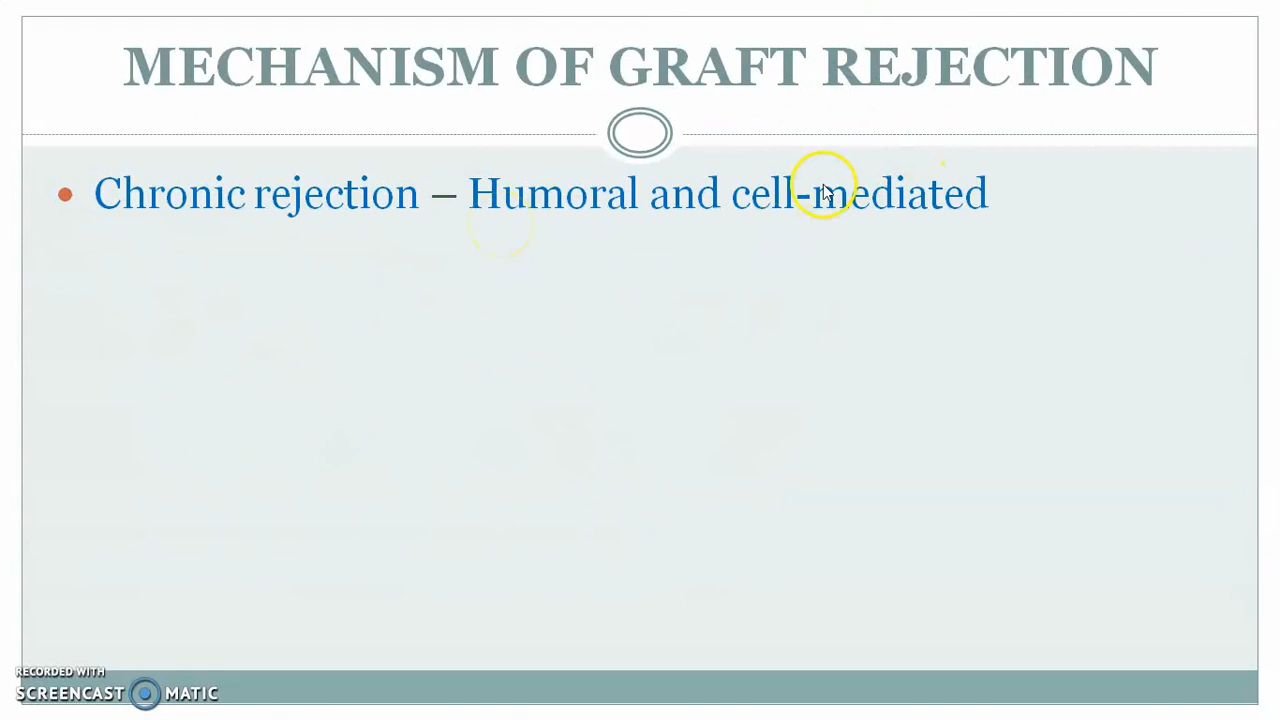 MECHANISM OF GRAFT REJECTION
• Chronic rejection – Humoral and cell-mediated
RECORDED WITH
SCREENCAST MATIC